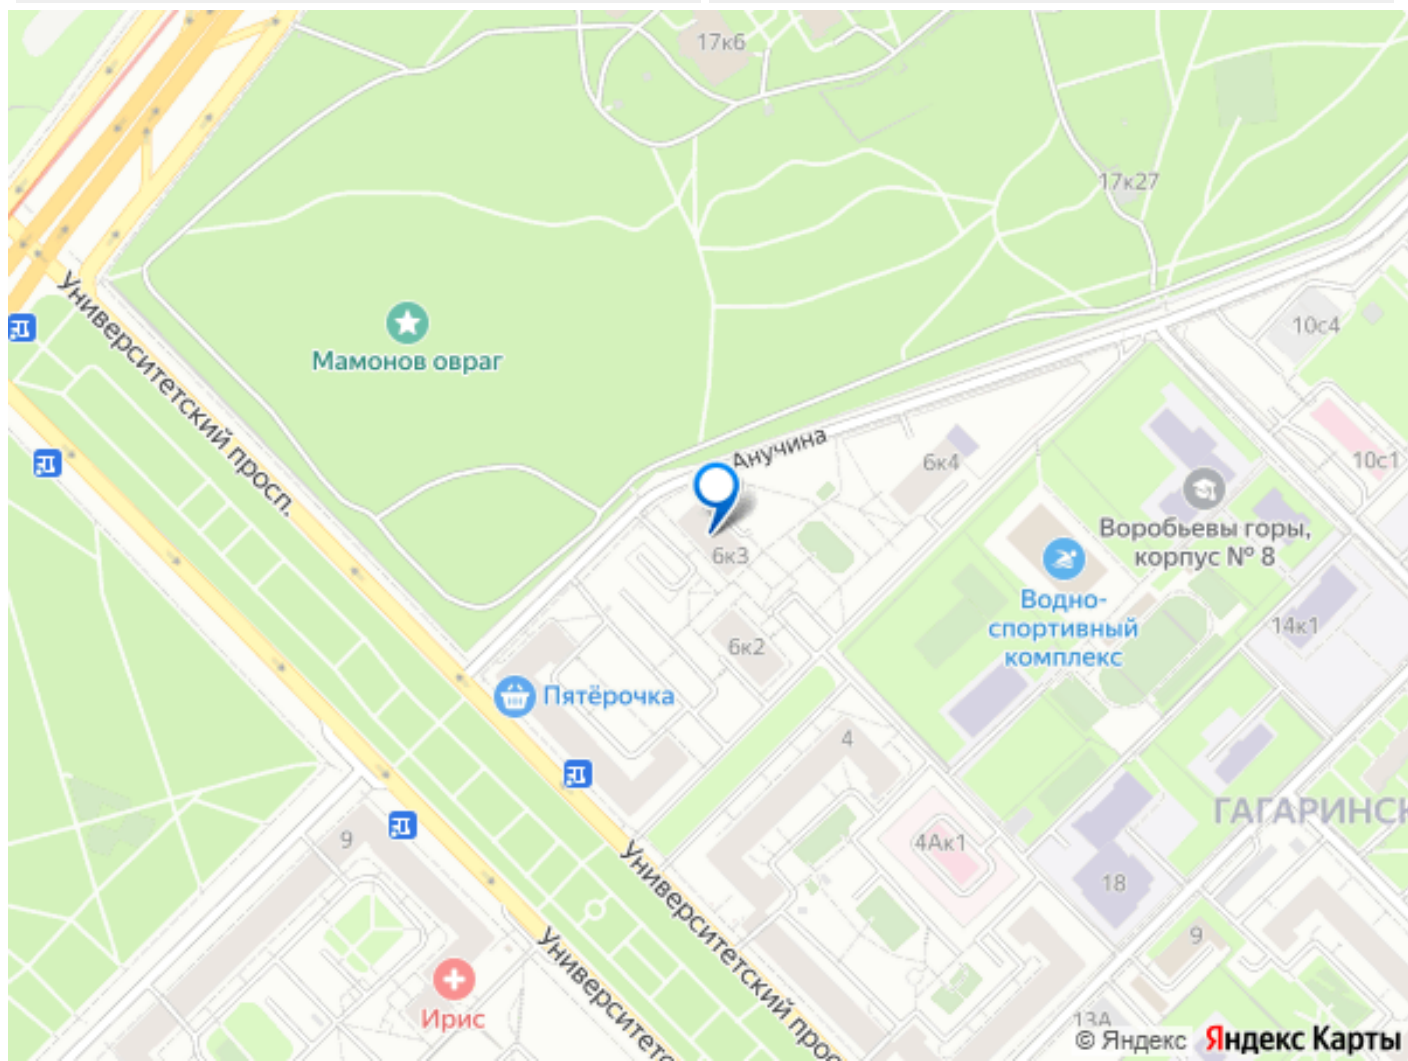 17к6
17к27
Университетский просп.
10с4
Мамонов овраг
Анучина
6к4
10с1
Воробьевы горы,
корпус № 8
6к3
Водно-
спортивный
комплекс
14к1
6к2
Пятёрочка
4
ГАГАРИНСК
9
4Ак1
18
Университетский прос
9
Университетс
Ирис
13А
© Яндекс Яндекс Карты